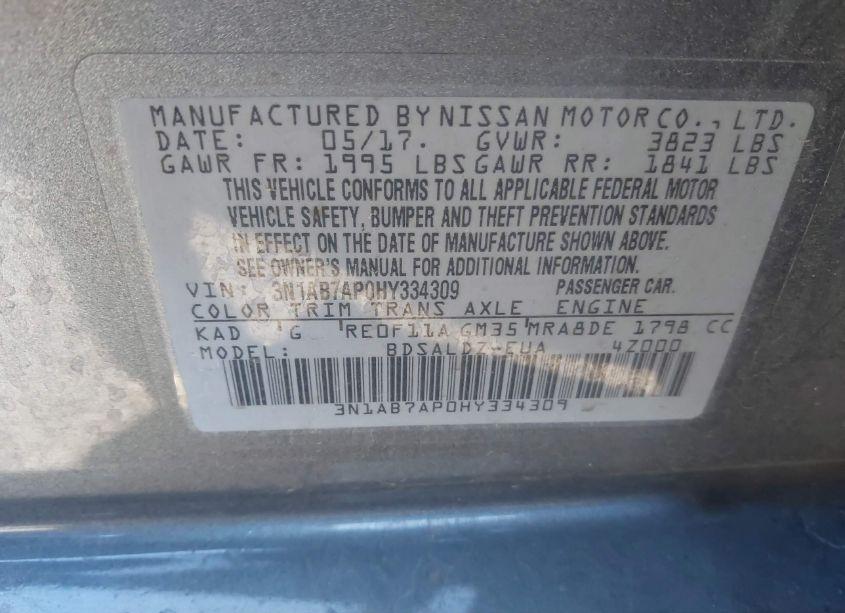 MANUFACTURED BY NISSAN MOTOR CO., LTD.
DATE: 05/17. GVWR: 3823 LBS
GAWR FR: 1995 LBS GAWR RR: 1841 LBS
THIS VEHICLE CONFORMS TO ALL APPLICABLE FEDERAL MOTOR
VEHICLE SAFETY, BUMPER AND THEFT PREVENTION STANDARDS
IN EFFECT ON THE DATE OF MANUFACTURE SHOWN ABOVE.
SEE OWNER'S MANUAL FOR ADDITIONAL INFORMATION.
VIN: 3N1AB7AP0HY334309 PASSENGER CAR.
COLOR TRIM TRANS AXLE ENGINE
KAD G RE0F11A GM35 MRA8DE 1798 CC
MODEL: BDSALDZ-EUA 4Z000
3N1AB7AP0HY334309